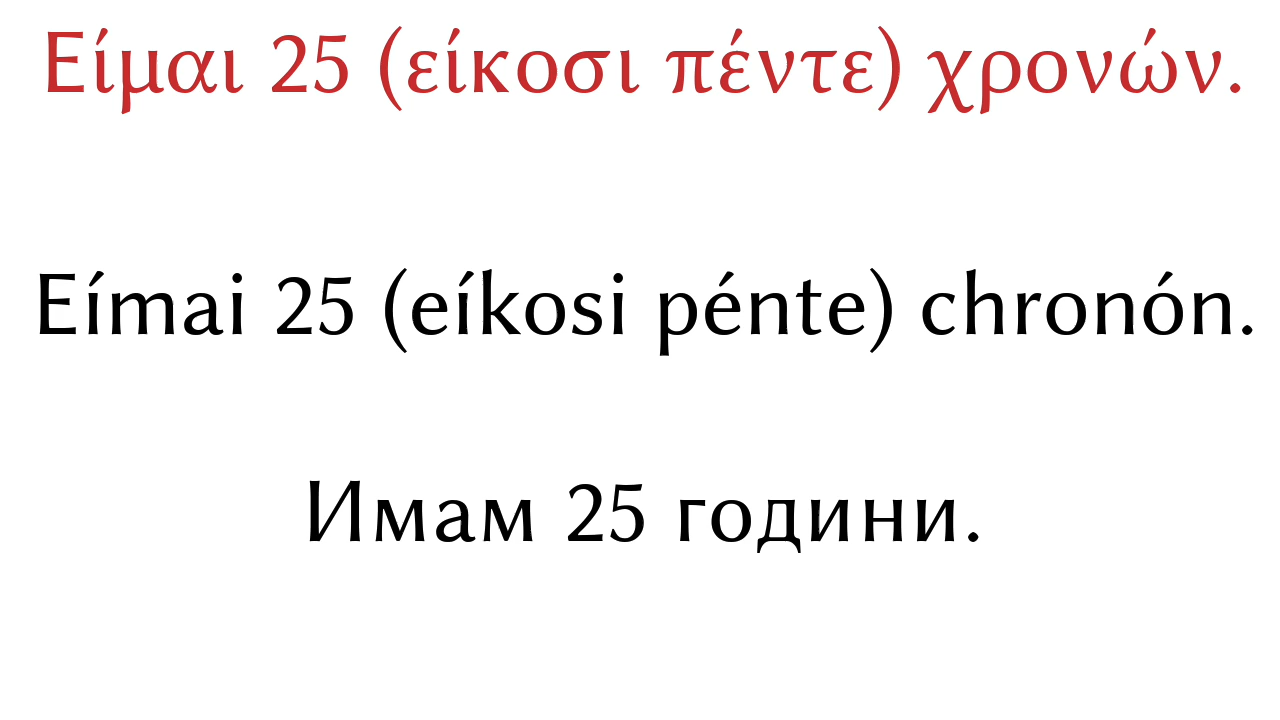 Είμαι 25 (είκοσι πέντε) χρονών.
Eímai 25 (eíkosi pénte) chronón.
Имам 25 години.